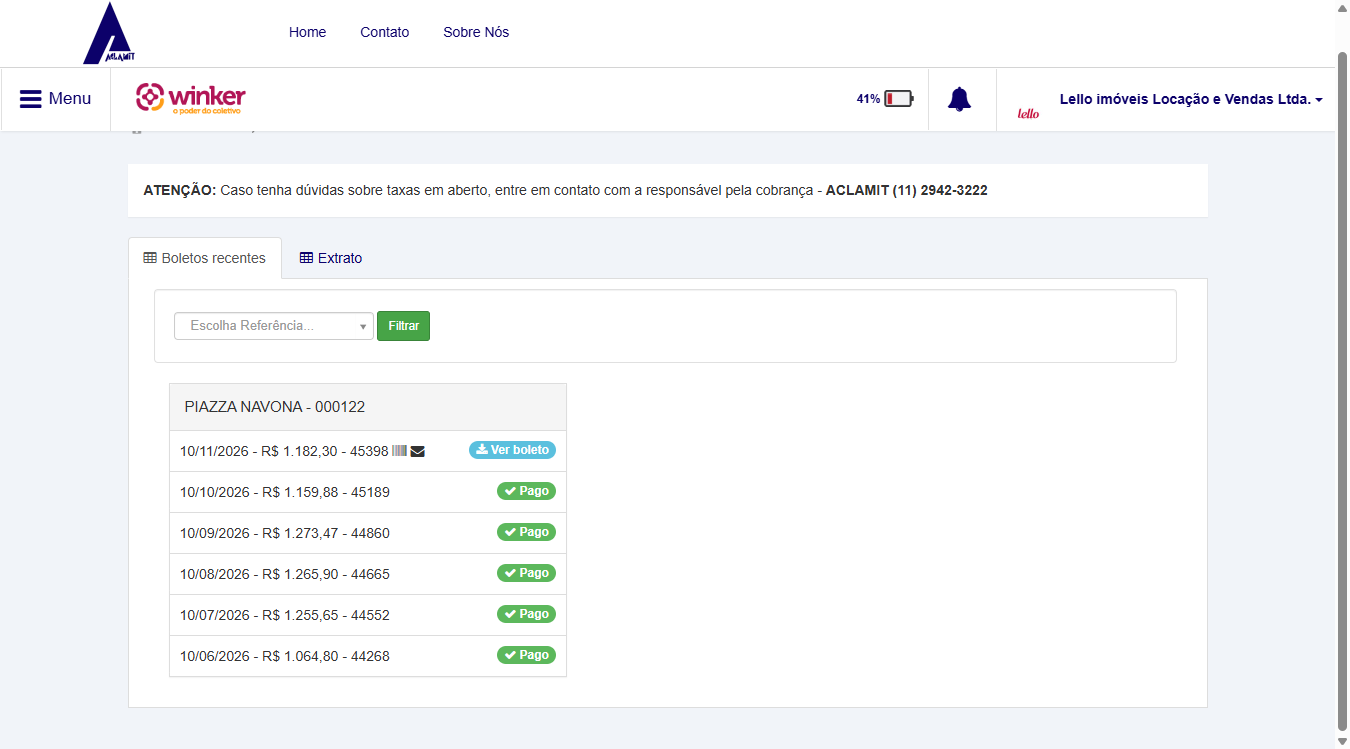 ACLAMIT
Home Contato Sobre Nós
Menu
winker
o poder do coletivo
41%
lello
Lello imóveis Locação e Vendas Ltda.
ATENÇÃO: Caso tenha dúvidas sobre taxas em aberto, entre em contato com a responsável pela cobrança - ACLAMIT (11) 2942-3222
Boletos recentes
Extrato
Escolha Referência...
Filtrar
PIAZZA NAVONA - 000122
10/11/2026 - R$ 1.182,30 - 45398 Ver boleto
10/10/2026 - R$ 1.159,88 - 45189 Pago
10/09/2026 - R$ 1.273,47 - 44860 Pago
10/08/2026 - R$ 1.265,90 - 44665 Pago
10/07/2026 - R$ 1.255,65 - 44552 Pago
10/06/2026 - R$ 1.064,80 - 44268 Pago